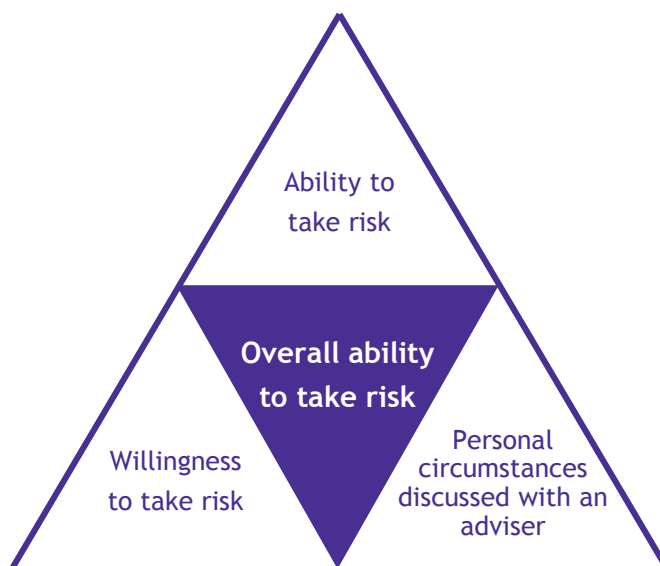 Ability to
take risk
Overall ability
to take risk
Willingness
to take risk
Personal
circumstances
discussed with an
adviser